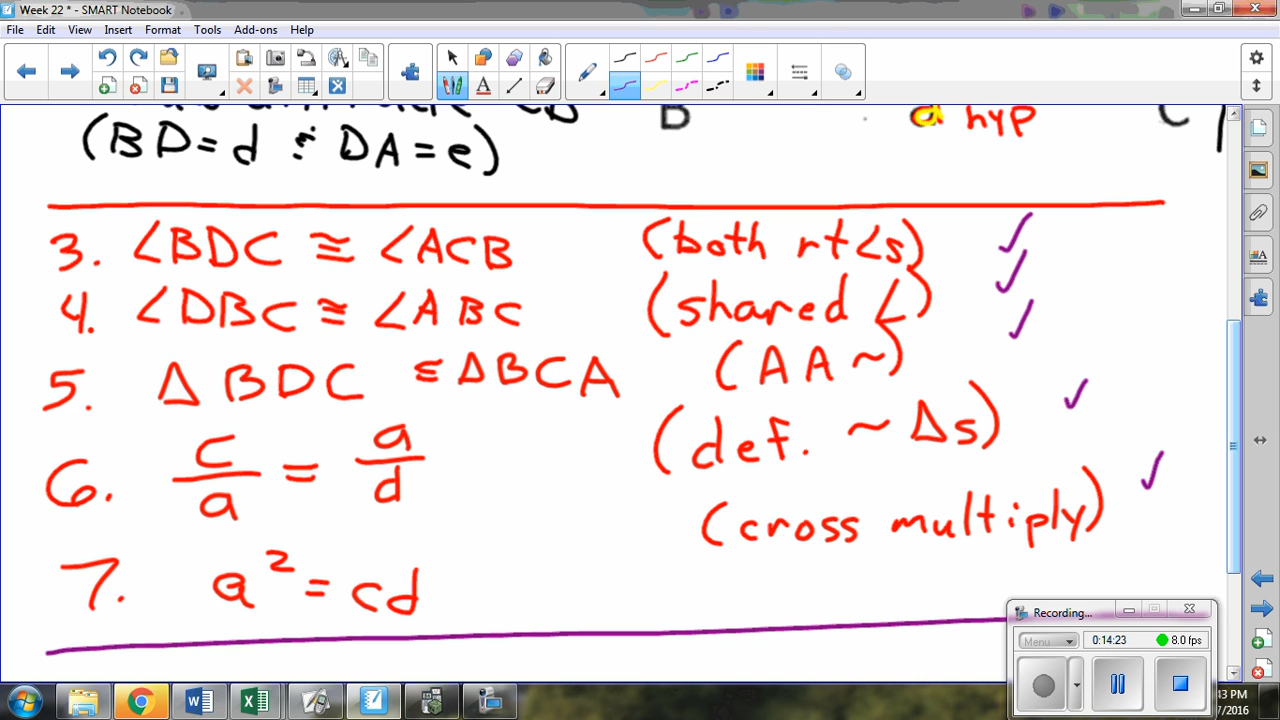 Week 22 * - SMART Notebook
File Edit View Insert Format Tools Add-ons Help
B a hyp C
(BD = d & DA = e)
3. ∠BDC ≅ ∠ACB (both rt∠s) ✓
4. ∠DBC ≅ ∠ABC (shared ∠) ✓
5. ΔBDC ≅ ΔBCA (AA ~) ✓
6. c/a = a/d (def. ~ Δs) ✓
7. a² = cd (cross multiply) ✓
Recording...
Menu 0:14:23 8.0 fps